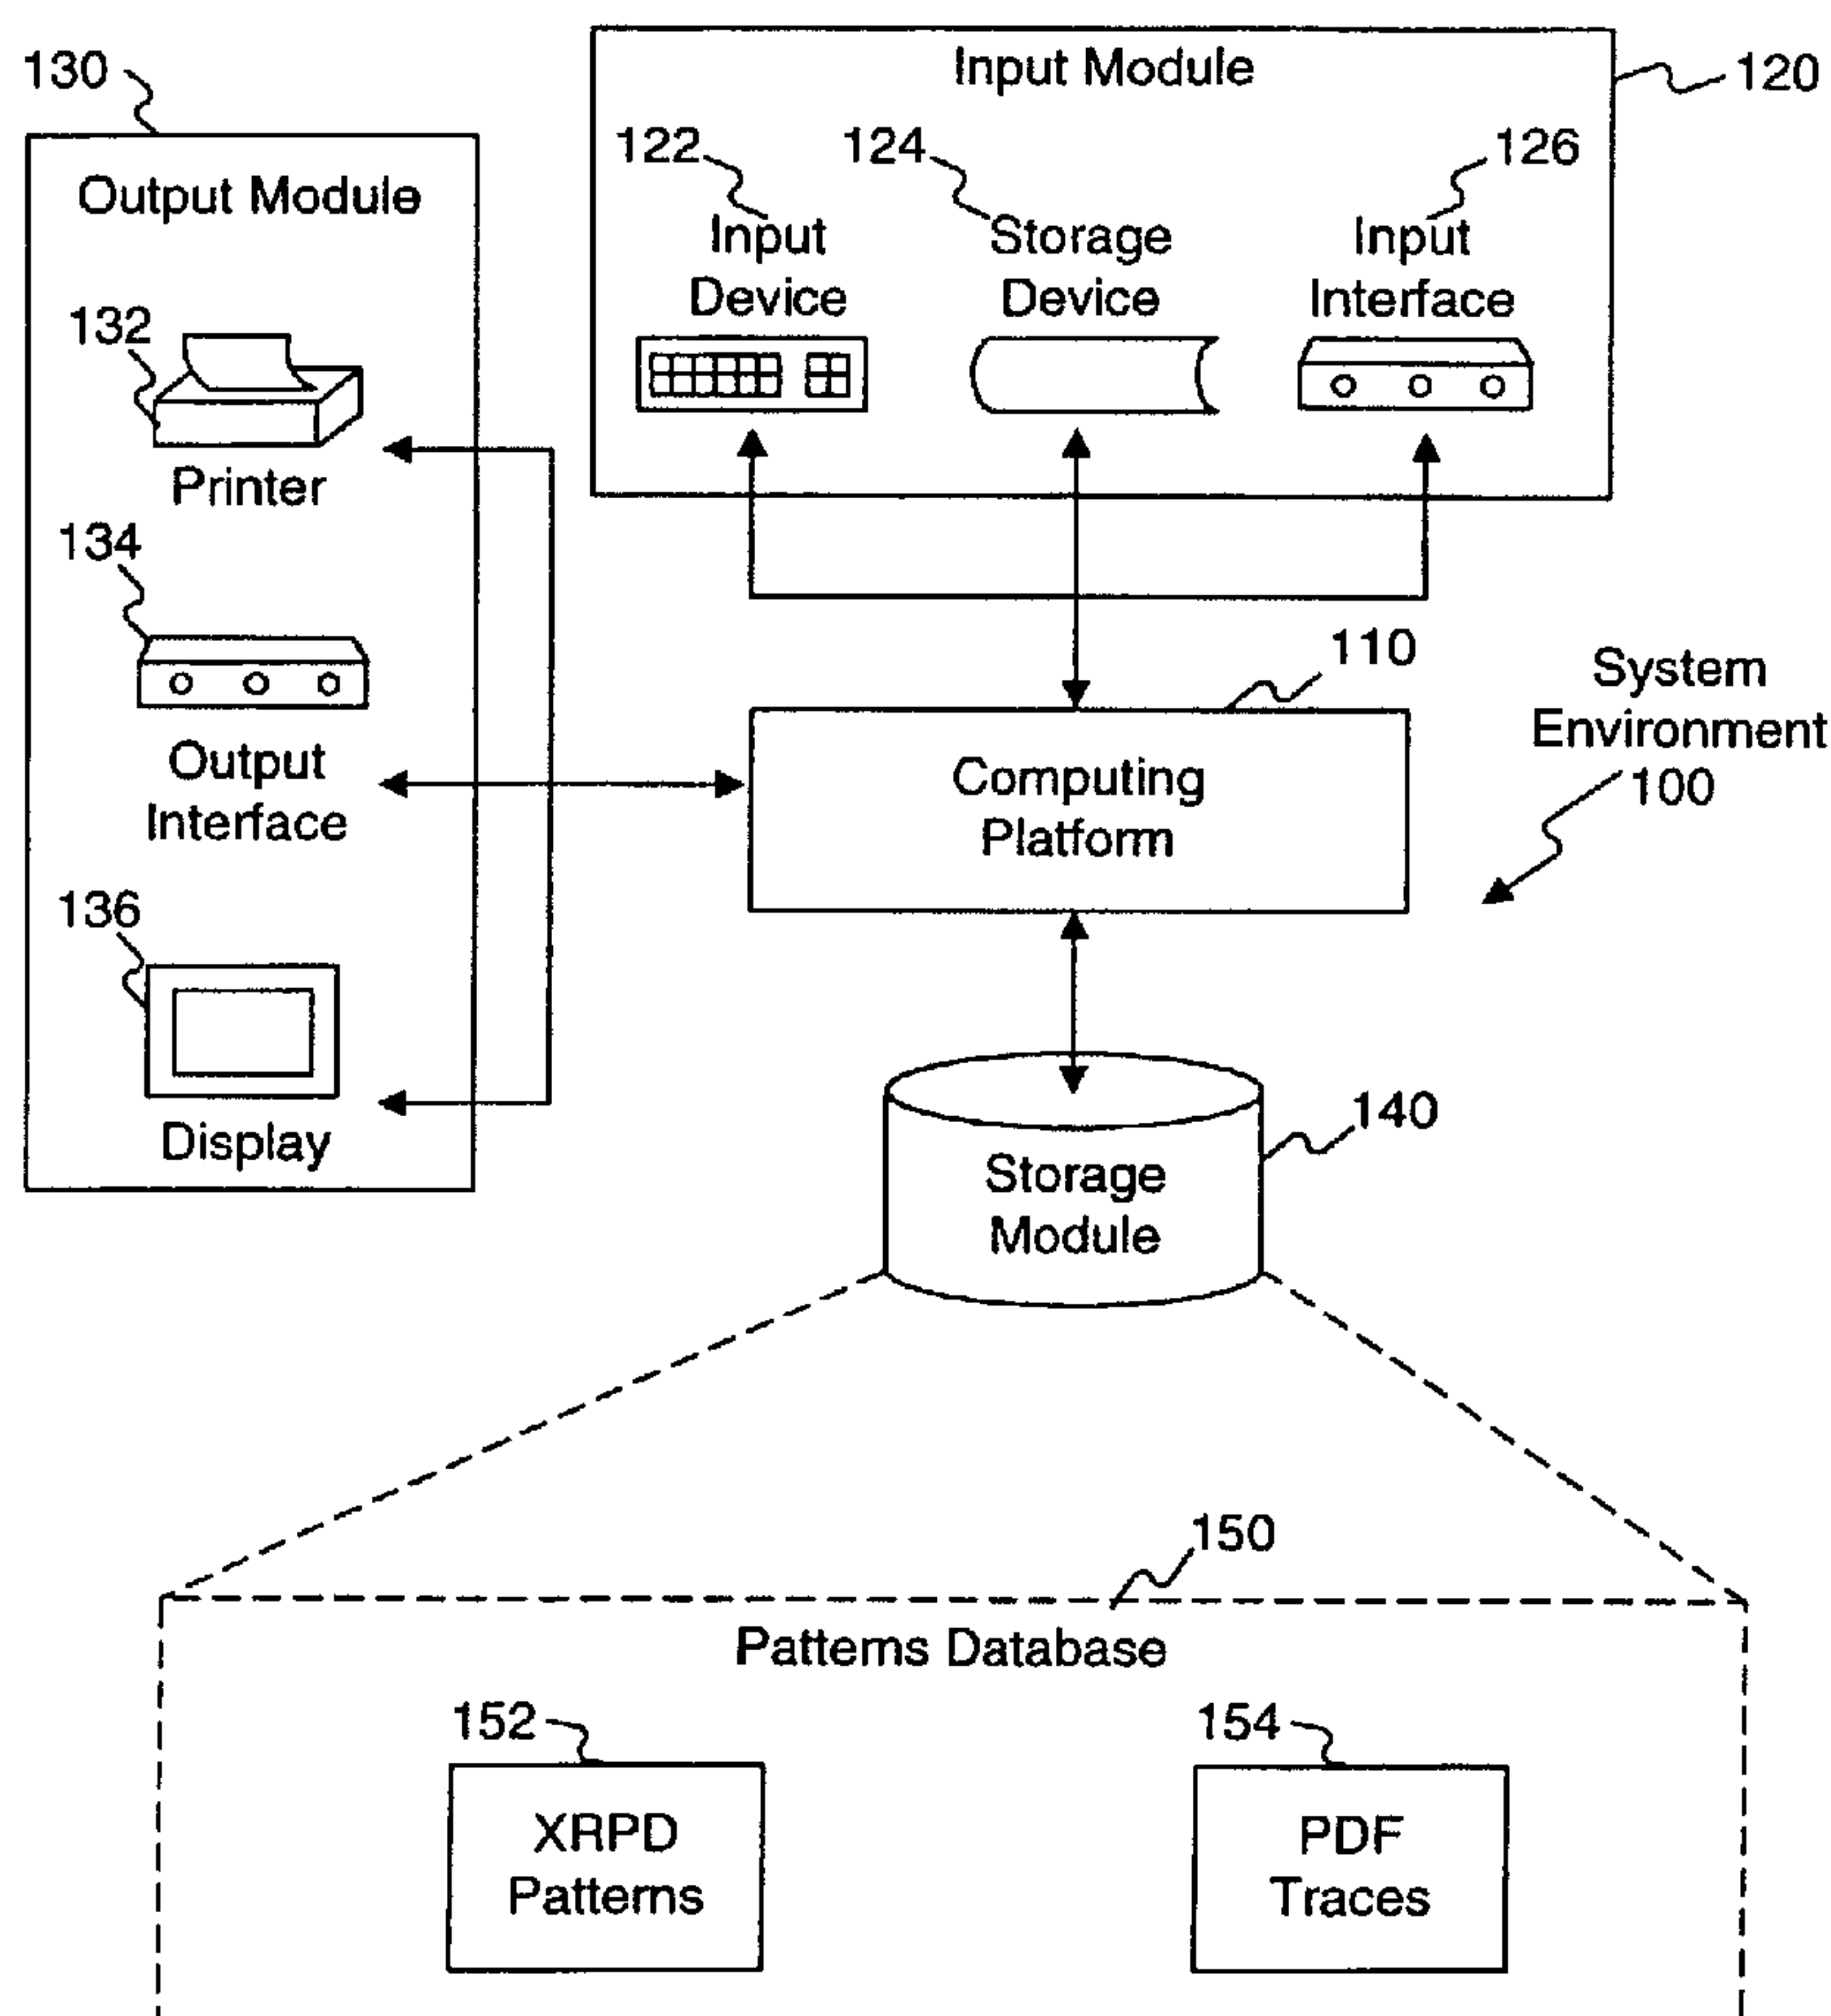 130
Output Module
132
Printer
134
Output
Interface
136
Display
Input Module
120
122
Input
Device
124
Storage
Device
126
Input
Interface
110
Computing
Platform
System
Environment
100
140
Storage
Module
150
Patterns Database
152
XRPD
Patterns
154
PDF
Traces